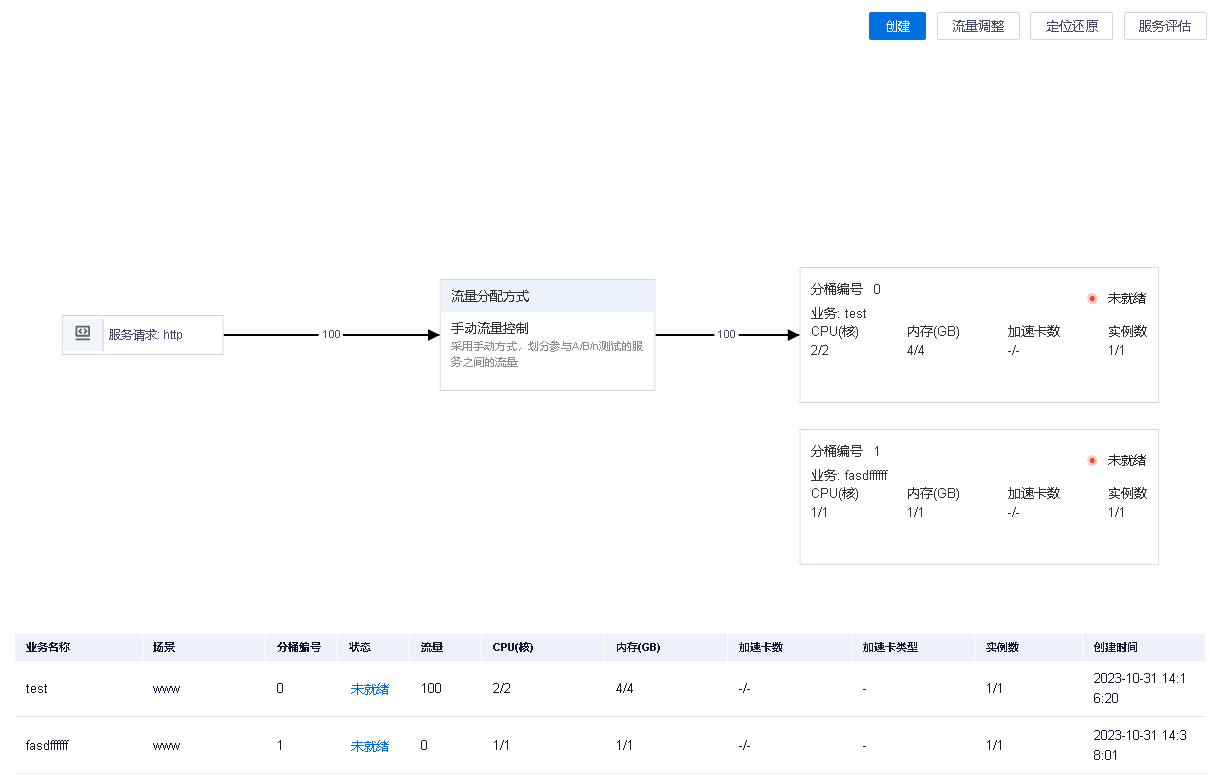 创建 流量调整 定位还原 服务评估
分桶编号 0
未就绪
业务: test
CPU(核) 内存(GB) 加速卡数 实例数
2/2 4/4 -/- 1/1
流量分配方式
手动流量控制
采用手动方式，划分参与A/B/n测试的服
务之间的流量
服务请求: http
100
100
分桶编号 1
未就绪
业务: fasdffffff
CPU(核) 内存(GB) 加速卡数 实例数
1/1 1/1 -/- 1/1
业务名称 场景 分桶编号 状态 流量 CPU(核) 内存(GB) 加速卡数 加速卡类型 实例数 创建时间
test www 0 未就绪 100 2/2 4/4 -/- - 1/1 2023-10-31 14:1
6:20
fasdffffff www 1 未就绪 0 1/1 1/1 -/- - 1/1 2023-10-31 14:3
8:01